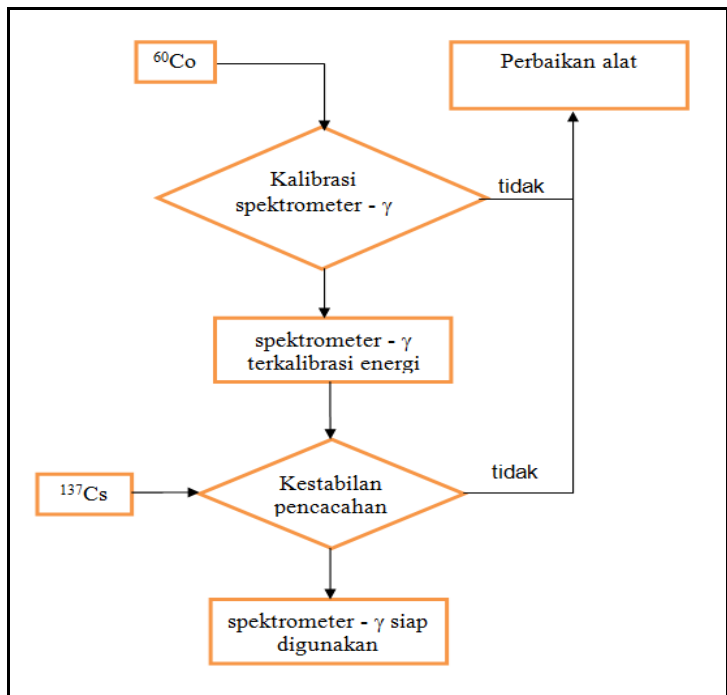 ⁶⁰Co
Perbaikan alat
Kalibrasi
spektrometer - γ
tidak
spektrometer - γ
terkalibrasi energi
tidak
¹³⁷Cs
Kestabilan
pencacahan
spektrometer - γ siap
digunakan